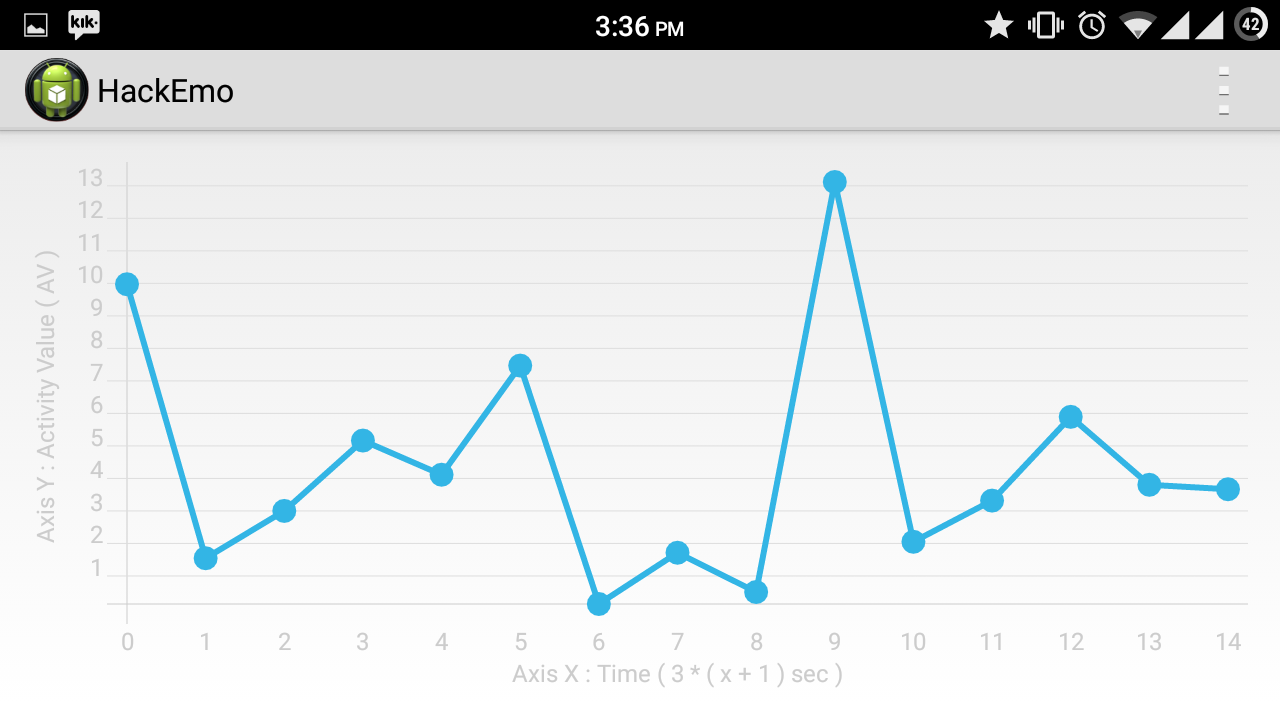 kik.
3:36 PM
42
HackEmo
13
12
11
10
9
8
7
6
5
4
3
2
1
Axis Y : Activity Value ( AV )
0 1 2 3 4 5 6 7 8 9 10 11 12 13 14
Axis X : Time ( 3 * ( x + 1 ) sec )